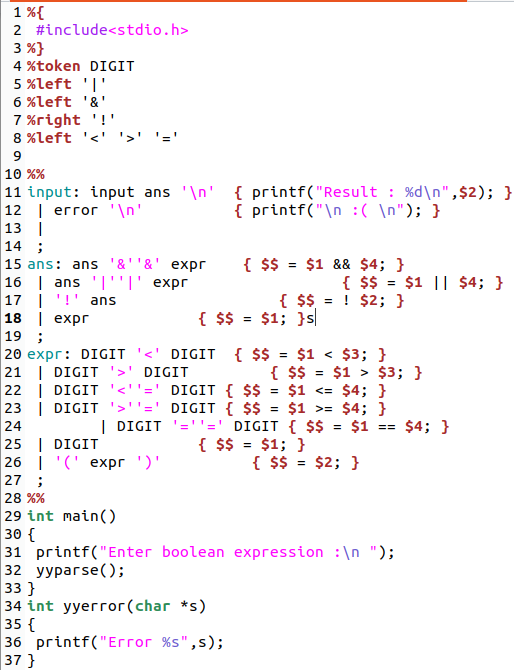 1 %{
2  #include<stdio.h>
3 %}
4 %token DIGIT
5 %left '|'
6 %left '&'
7 %right '!'
8 %left '<' '>' '='
9
10 %%
11 input: input ans '\n'  { printf("Result : %d\n",$2); }
12  | error '\n'          { printf("\n :( \n"); }
13  |
14  ;
15 ans: ans '&''&' expr    { $$ = $1 && $4; }
16  | ans '|''|' expr                 { $$ = $1 || $4; }
17  | '!' ans                  { $$ = ! $2; }
18  | expr            { $$ = $1; }s
19  ;
20 expr: DIGIT '<' DIGIT  { $$ = $1 < $3; }
21  | DIGIT '>' DIGIT         { $$ = $1 > $3; }
22  | DIGIT '<''=' DIGIT { $$ = $1 <= $4; }
23  | DIGIT '>''=' DIGIT { $$ = $1 >= $4; }
24         | DIGIT '=''=' DIGIT { $$ = $1 == $4; }
25  | DIGIT           { $$ = $1; }
26  | '(' expr ')'          { $$ = $2; }
27  ;
28 %%
29 int main()
30 {
31  printf("Enter boolean expression :\n ");
32  yyparse();
33 }
34 int yyerror(char *s)
35 {
36  printf("Error %s",s);
37 }